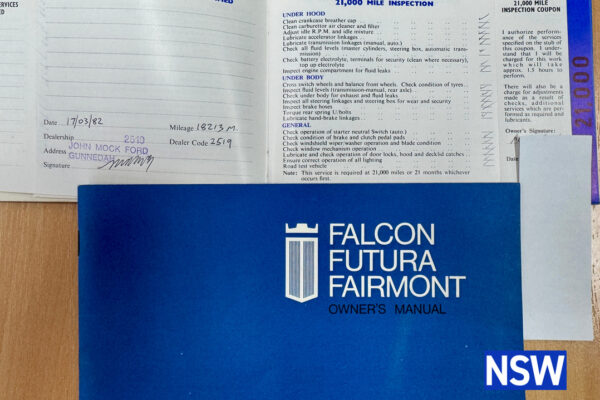 SERVICES
21,000 MILE INSPECTION
UNDER HOOD
Clean crankcase breather cap
Clean carburettor air cleaner and filter
Adjust idle R.P.M. and idle mixture
Lubricate accelerator linkages
Lubricate transmission linkages (manual, auto.)
Check all fluid levels (master cylinders, steering box, automatic trans-
mission)
Check battery electrolyte, terminals for security (clean where necessary),
top up electrolyte
Inspect engine compartment for fluid leaks
UNDER BODY
Cross switch wheels and balance front wheels. Check condition of tyres
Inspect fluid levels (transmission-manual, rear axle)
Check under body for exhaust and fluid leaks
Inspect all steering linkages and steering box for wear and security
Inspect brake hoses
Torque rear spring U/bolts
Lubricate hand-brake linkages
GENERAL
Check operation of starter neutral Switch (auto.)
Check condition of brake and clutch pedal pads
Check windshield wiper/washer operation and blade condition
Check window mechanism operation
Lubricate and check operation of door locks, hood and decklid catches
Ensure correct operation of all lighting
Road test vehicle
Note: This service is required at 21,000 miles or 21 months whichever
occurs first.
21,000 MILE
INSPECTION COUPON
I authorize perform-
ance of the services
specified on the stub of
this coupon. I under-
stand that I will be
charged for this work
which will take
approx. 1.5 hours to
perform.
There will also be a
charge for adjustments
made as a result of
checks, additional
services which are per-
formed as required and
lubricants.
Owner's Signature:
21,000
Date 17/03/82 Mileage 18213 M.
Dealership 2519 Dealer Code 2519
Address JOHN MOCK FORD
GUNNEDAH
Signature
FALCON
FUTURA
FAIRMONT
OWNER'S MANUAL
NSW